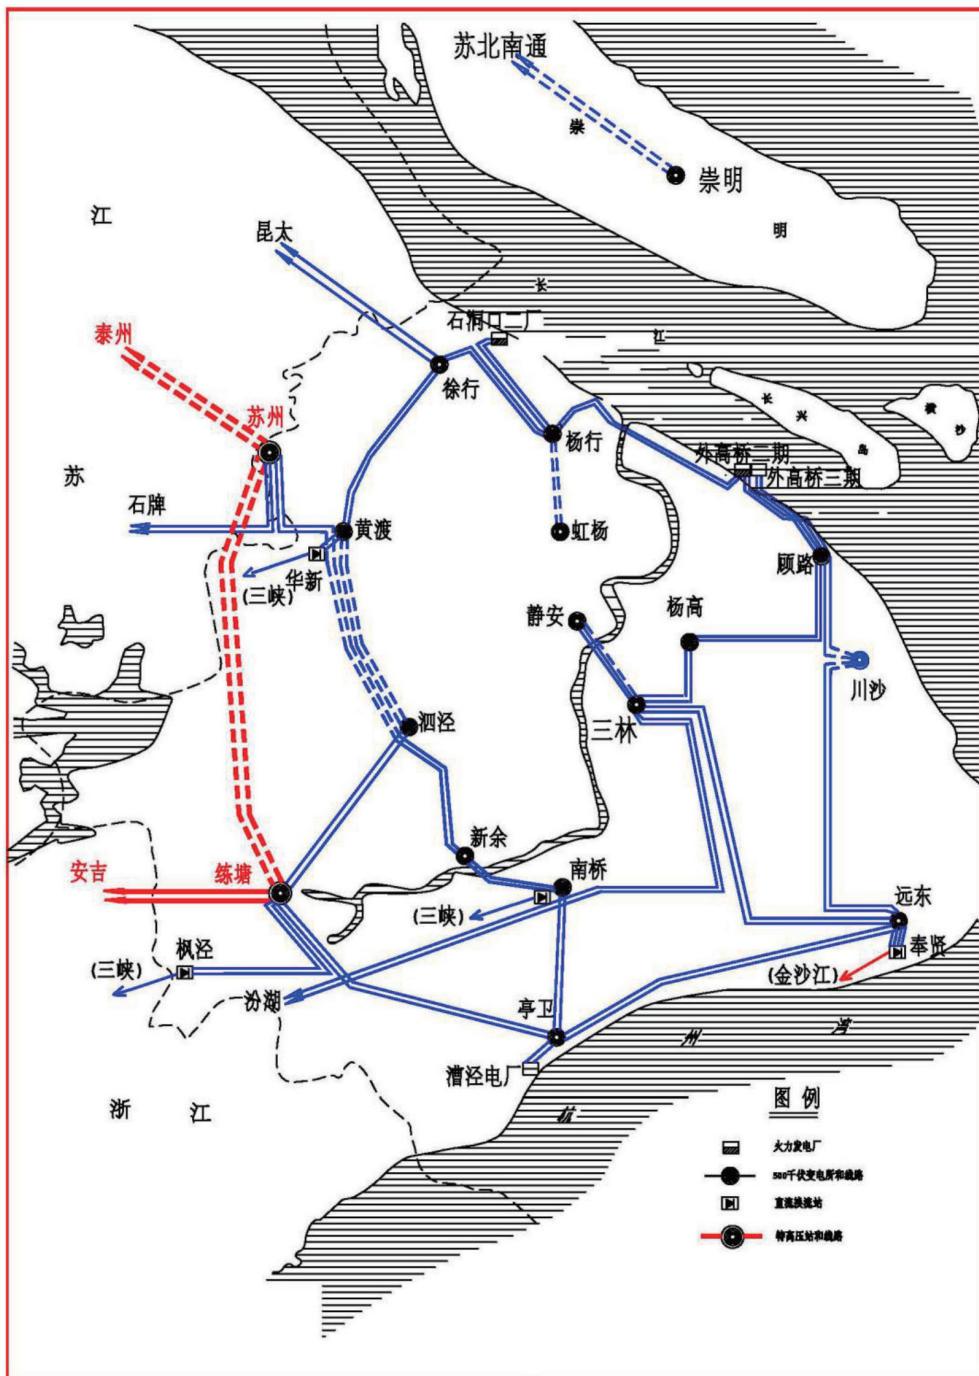 苏北南通
崇
崇明
明
江
昆太
长
石洞口二厂
江
泰州
徐行
长
兴
岛
横
沙
苏州
杨行
外高桥二期
外高桥三期
苏
石牌
黄渡
虹杨
顾路
华新
(三峡)
静安
杨高
川沙
泗泾
三林
新余
安吉
练塘
南桥
(三峡)
远东
枫泾
奉贤
(三峡)
(金沙江)
汾湖
亭卫
湾
州
漕泾电厂
杭
浙
江
图 例
火力发电厂
500千伏变电所和线路
直流换流站
特高压站和线路